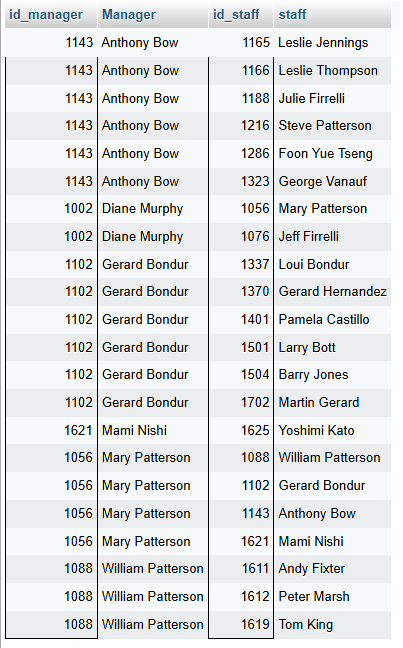 id_manager Manager id_staff staff
1143 Anthony Bow 1165 Leslie Jennings
1143 Anthony Bow 1166 Leslie Thompson
1143 Anthony Bow 1188 Julie Firrelli
1143 Anthony Bow 1216 Steve Patterson
1143 Anthony Bow 1286 Foon Yue Tseng
1143 Anthony Bow 1323 George Vanauf
1002 Diane Murphy 1056 Mary Patterson
1002 Diane Murphy 1076 Jeff Firrelli
1102 Gerard Bondur 1337 Loui Bondur
1102 Gerard Bondur 1370 Gerard Hernandez
1102 Gerard Bondur 1401 Pamela Castillo
1102 Gerard Bondur 1501 Larry Bott
1102 Gerard Bondur 1504 Barry Jones
1102 Gerard Bondur 1702 Martin Gerard
1621 Mami Nishi 1625 Yoshimi Kato
1056 Mary Patterson 1088 William Patterson
1056 Mary Patterson 1102 Gerard Bondur
1056 Mary Patterson 1143 Anthony Bow
1056 Mary Patterson 1621 Mami Nishi
1088 William Patterson 1611 Andy Fixter
1088 William Patterson 1612 Peter Marsh
1088 William Patterson 1619 Tom King